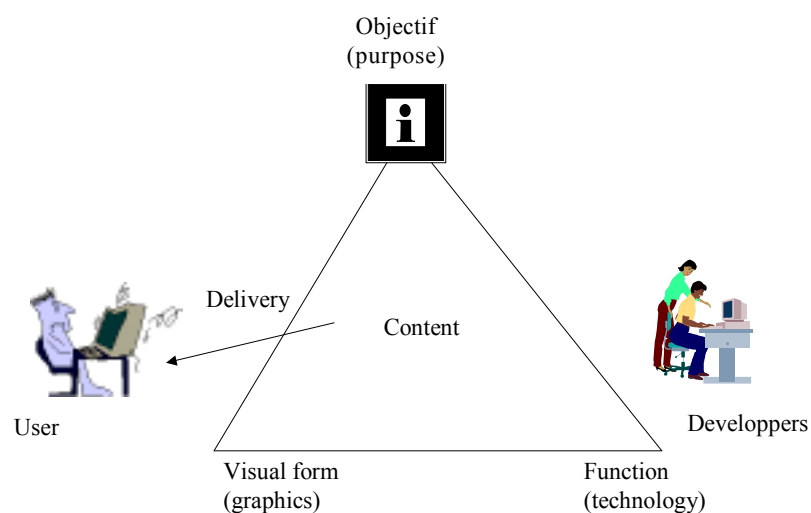 Objectif
(purpose)
i
Delivery
Content
User
Developpers
Visual form
(graphics)
Function
(technology)